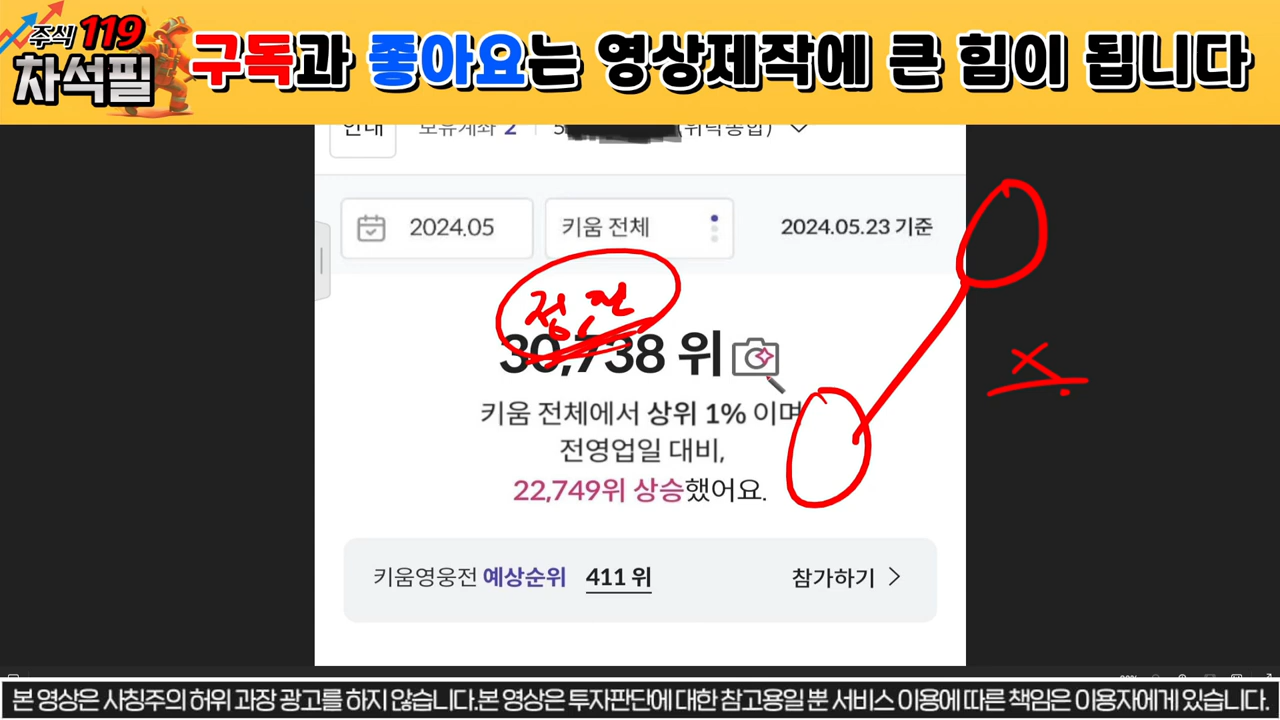 주식 119
차석필
구독과 좋아요는 영상제작에 큰 힘이 됩니다
안내 보유계좌 2 5 (위탁종합)
2024.05 키움 전체 2024.05.23 기준
30,738 위
키움 전체에서 상위 1% 이며
전영업일 대비,
22,749위 상승했어요.
키움영웅전 예상순위 411 위 참가하기
본 영상은 사칭주의 허위 과장 광고를 하지 않습니다.본 영상은 투자판단에 대한 참고용일 뿐 서비스 이용에 따른 책임은 이용자에게 있습니다.